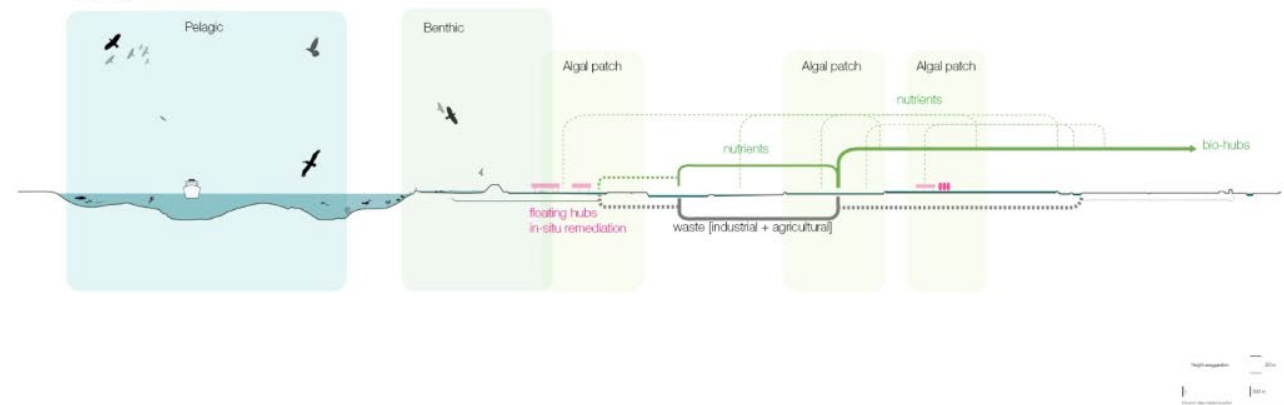 Pelagic
Benthic
Algal patch
Algal patch
Algal patch
nutrients
nutrients
bio-hubs
floating hubs
in-situ remediation
waste [industrial + agricultural]